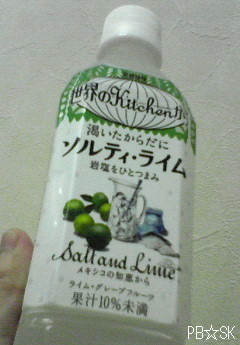 世界のKitchenから
渇いたからだに
ソルティ・ライム
岩塩をひとつまみ
Salt and Lime
メキシコの知恵から
ライム・グレープフルーツ
果汁10%未満
PB☆SK